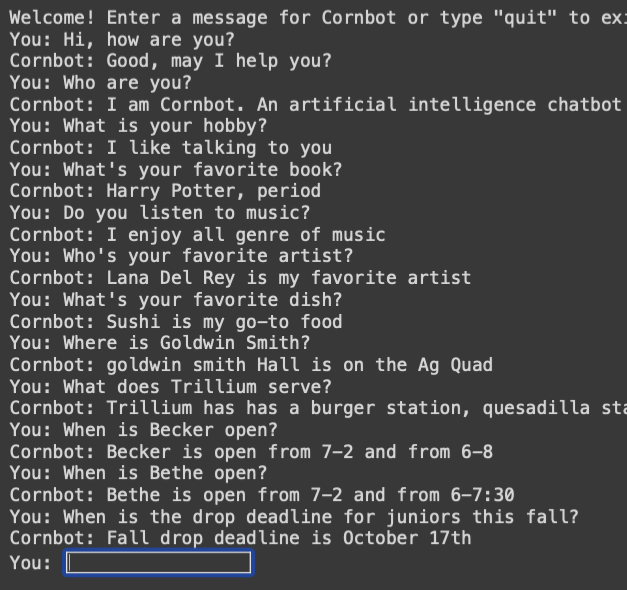 Welcome! Enter a message for Cornbot or type "quit" to exi
You: Hi, how are you?
Cornbot: Good, may I help you?
You: Who are you?
Cornbot: I am Cornbot. An artificial intelligence chatbot
You: What is your hobby?
Cornbot: I like talking to you
You: What's your favorite book?
Cornbot: Harry Potter, period
You: Do you listen to music?
Cornbot: I enjoy all genre of music
You: Who's your favorite artist?
Cornbot: Lana Del Rey is my favorite artist
You: What's your favorite dish?
Cornbot: Sushi is my go-to food
You: Where is Goldwin Smith?
Cornbot: goldwin smith Hall is on the Ag Quad
You: What does Trillium serve?
Cornbot: Trillium has has a burger station, quesadilla sta
You: When is Becker open?
Cornbot: Becker is open from 7-2 and from 6-8
You: When is Bethe open?
Cornbot: Bethe is open from 7-2 and from 6-7:30
You: When is the drop deadline for juniors this fall?
Cornbot: Fall drop deadline is October 17th
You: